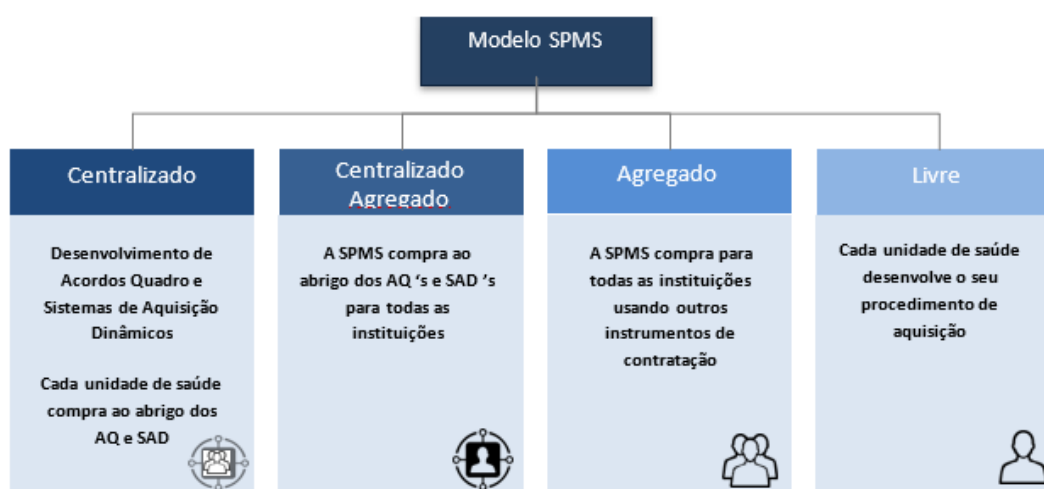 Modelo SPMS
Centralizado
Desenvolvimento de
Acordos Quadro e
Sistemas de Aquisição
Dinâmicos
Cada unidade de saúde
compra ao abrigo dos
AQ e SAD
Centralizado
Agregado
A SPMS compra ao
abrigo dos AQ ‘s e SAD ‘s
para todas as
instituições
Agregado
A SPMS compra para
todas as instituições
usando outros
instrumentos de
contratação
Livre
Cada unidade de saúde
desenvolve o seu
procedimento de
aquisição